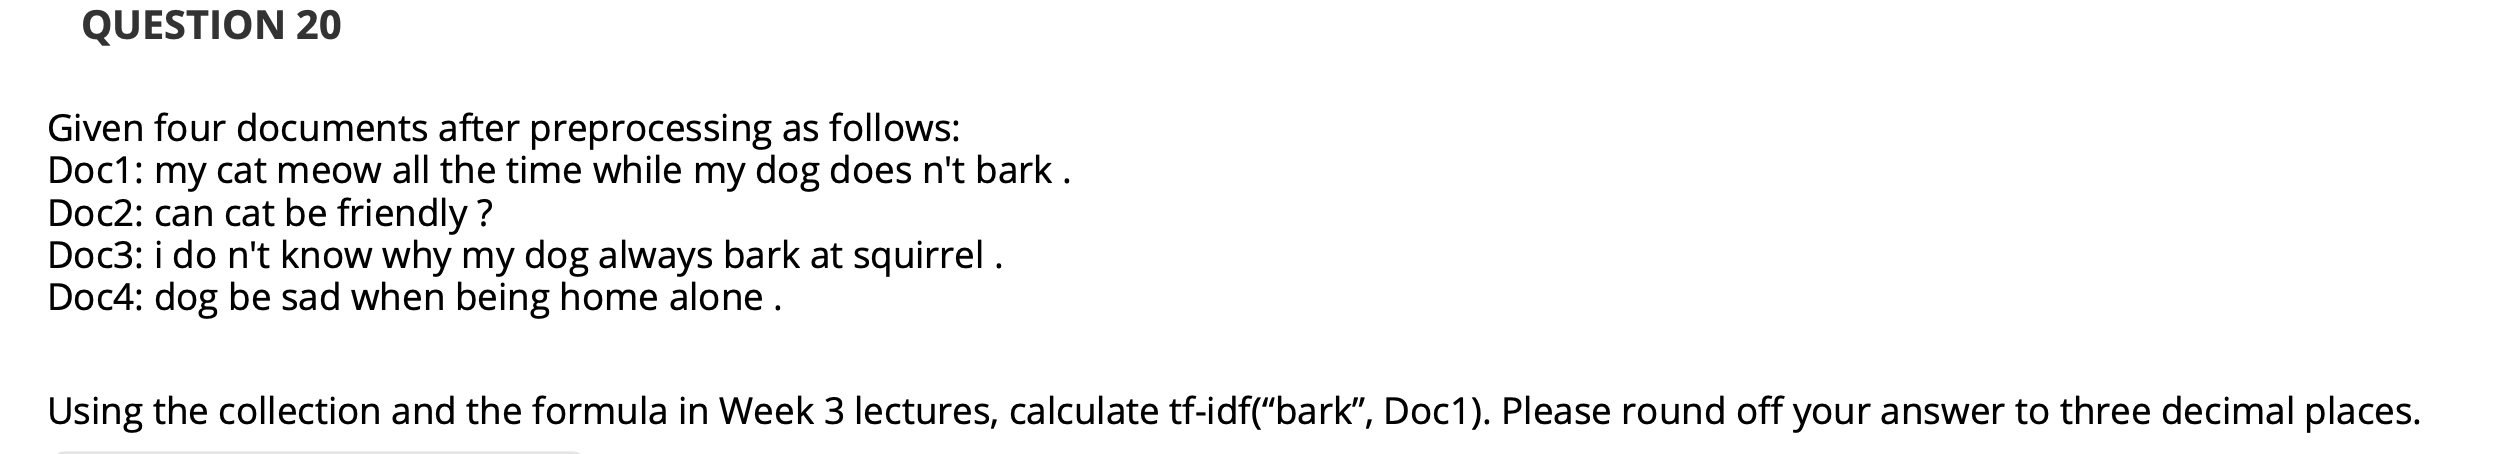 QUESTION 20
Given four documents after preprocessing as follows:
Doc1: my cat meow all the time while my dog does n't bark .
Doc2: can cat be friendly ?
Doc3: i do n't know why my dog always bark at squirrel .
Doc4: dog be sad when being home alone .
Using the collection and the formula in Week 3 lectures, calculate tf-idf(“bark”, Doc1). Please round off your answer to three decimal places.